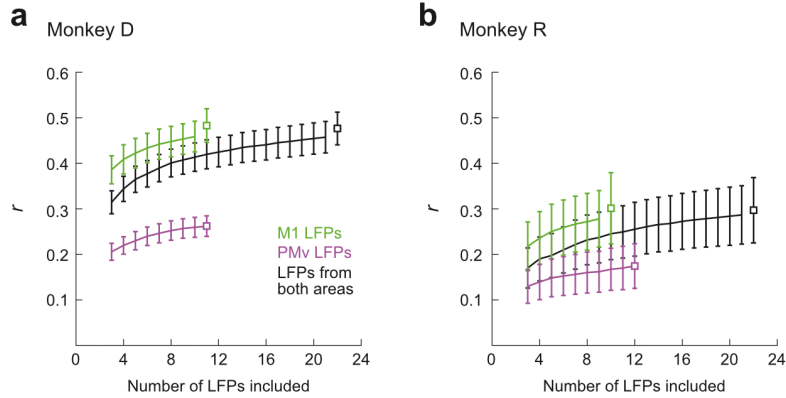 a
Monkey D
0.6
0.5
0.4
0.3
0.2
0.1
r
0
4
8
12
16
20
24
Number of LFPs included
M1 LFPs
PMv LFPs
LFPs from
both areas
b
Monkey R
0.6
0.5
0.4
0.3
0.2
0.1
r
0
4
8
12
16
20
24
Number of LFPs included